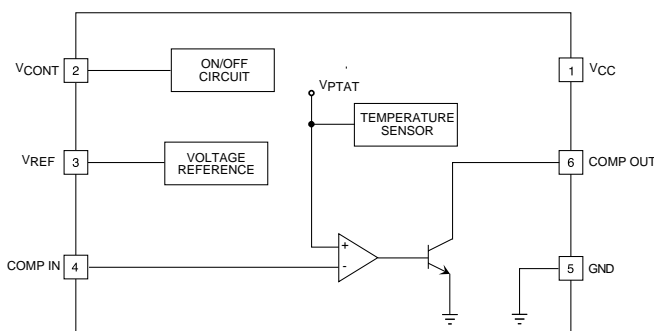 VCONT 2
ON/OFF
CIRCUIT
1 VCC
VPTAT
TEMPERATURE
SENSOR
VREF 3
VOLTAGE
REFERENCE
6 COMP OUT
+
-
COMP IN 4
5 GND